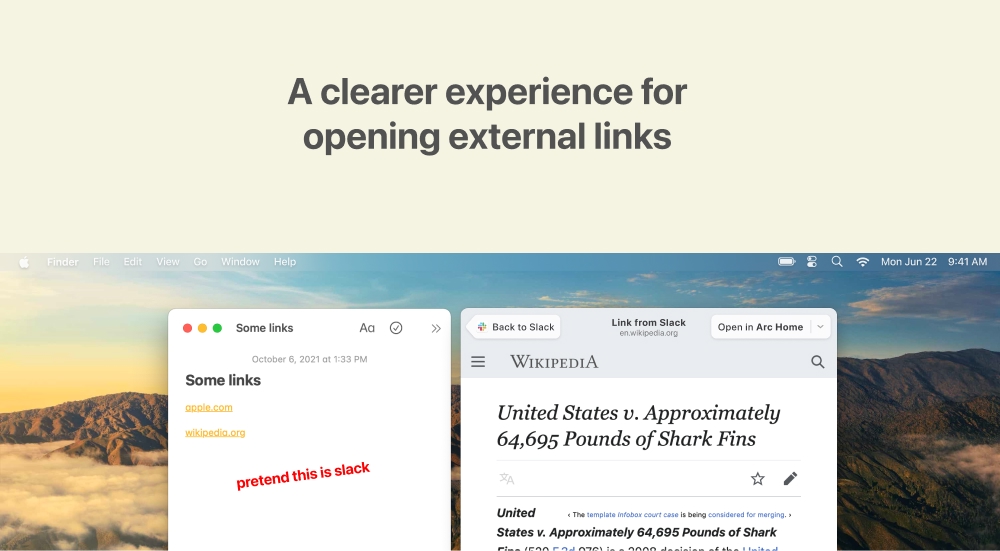 A clearer experience for
opening external links
Finder File Edit View Go Window Help
Mon Jun 22 9:41 AM
Some links
Aa
October 6, 2021 at 1:33 PM
Some links
apple.com
wikipedia.org
pretend this is slack
Back to Slack
Link from Slack
en.wikipedia.org
Open in Arc Home
WIKIPEDIA
United States v. Approximately
64,695 Pounds of Shark Fins
United
‹ The template Infobox court case is being considered for merging. ›
States v. Approximately 64,695 Pounds of Shark
Fins (520 F.3d 976) is a 2008 decision of the United